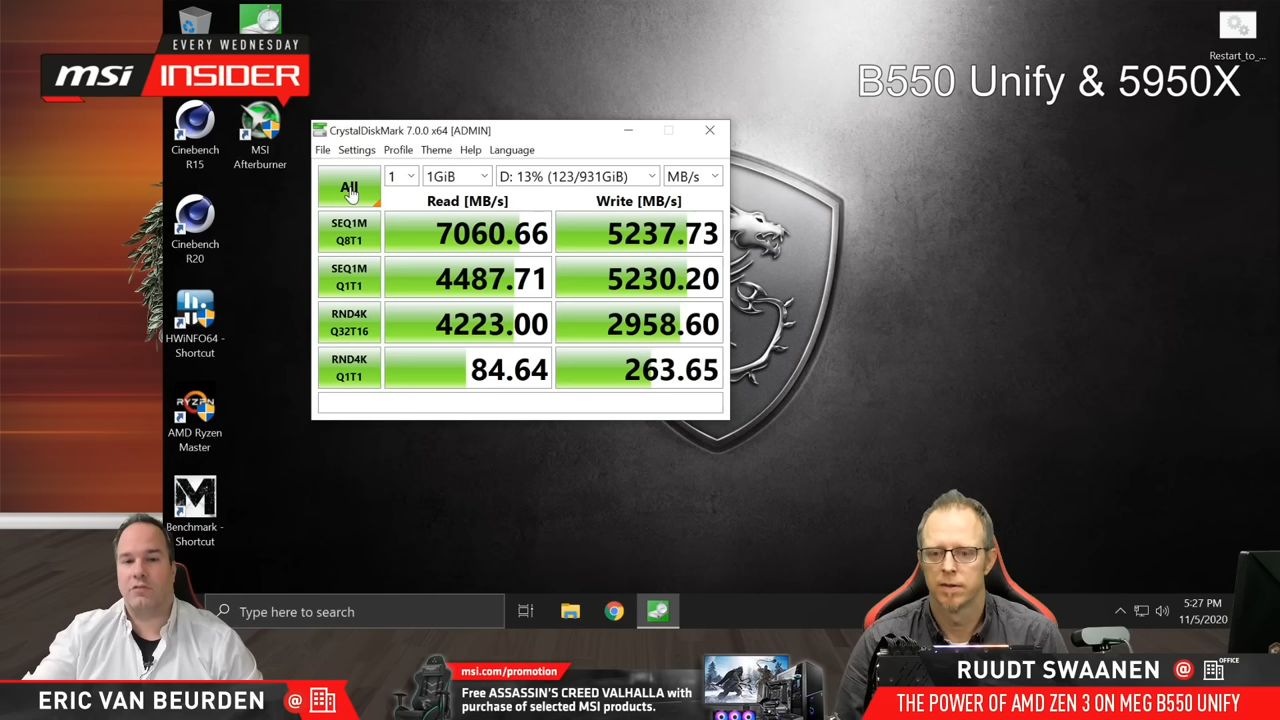 EVERY WEDNESDAY
msi INSIDER
B550 Unify & 5950X
Restart_to_...
Cinebench
R15
MSI
Afterburner
Cinebench
R20
HWiNFO64 -
Shortcut
RYZEN
AMD Ryzen
Master
Benchmark -
Shortcut
CrystalDiskMark 7.0.0 x64 [ADMIN]
File Settings Profile Theme Help Language
All 1 1GiB D: 13% (123/931GiB) MB/s
Read [MB/s] Write [MB/s]
SEQ1M
Q8T1 7060.66 5237.73
SEQ1M
Q1T1 4487.71 5230.20
RND4K
Q32T16 4223.00 2958.60
RND4K
Q1T1 84.64 263.65
Type here to search
5:27 PM
11/5/2020
ERIC VAN BEURDEN @
msi.com/promotion
Free ASSASSIN'S CREED VALHALLA with
purchase of selected MSI products.
RUUDT SWAANEN @ OFFICE
THE POWER OF AMD ZEN 3 ON MEG B550 UNIFY